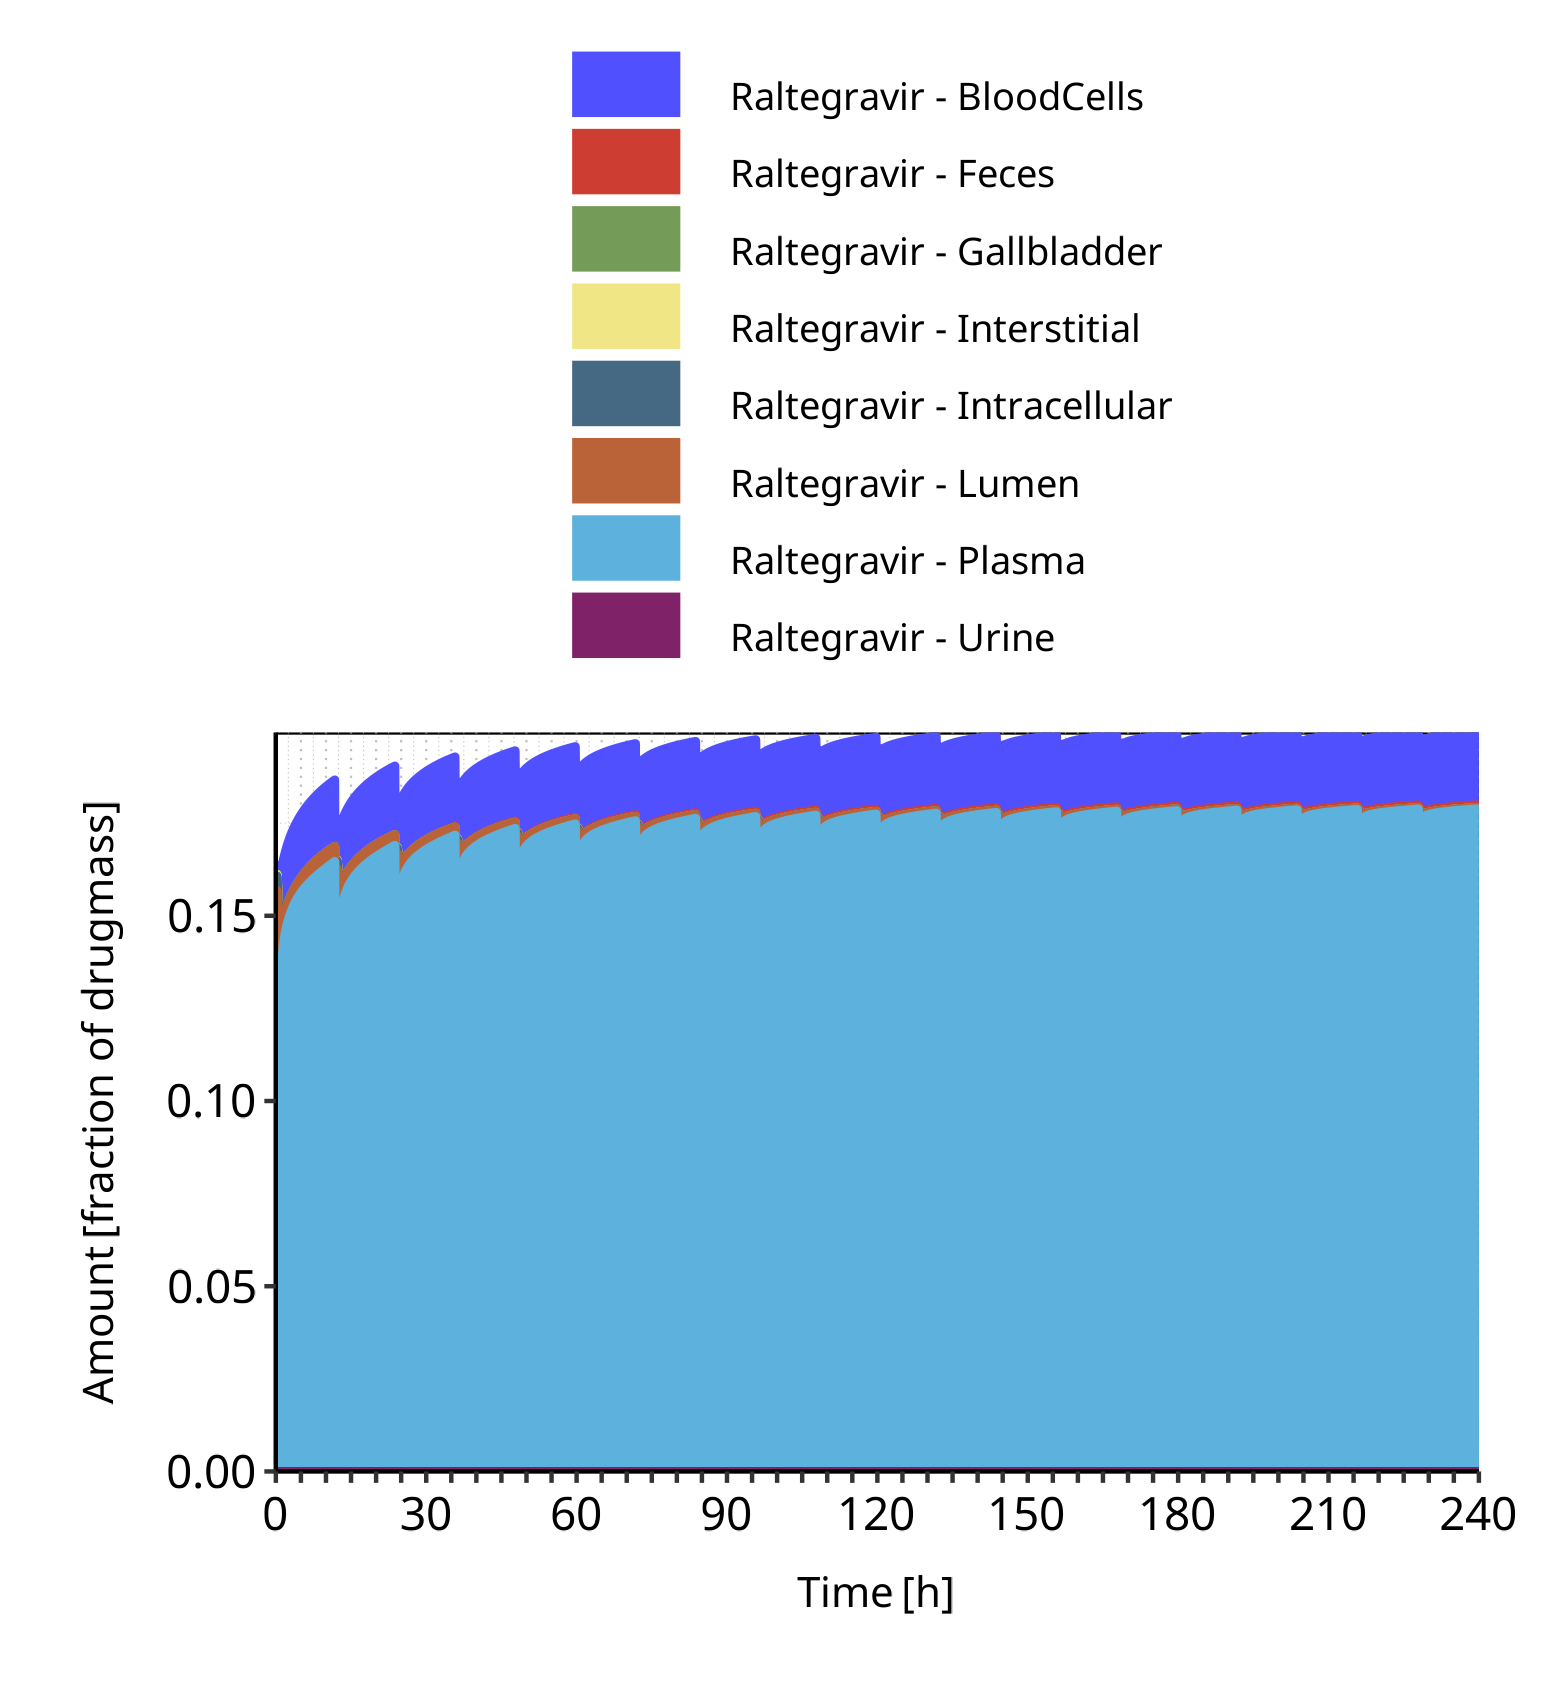 Raltegravir - BloodCells
Raltegravir - Feces
Raltegravir - Gallbladder
Raltegravir - Interstitial
Raltegravir - Intracellular
Raltegravir - Lumen
Raltegravir - Plasma
Raltegravir - Urine
Amount [fraction of drugmass]
0.15
0.10
0.05
0.00
0 30 60 90 120 150 180 210 240
Time [h]